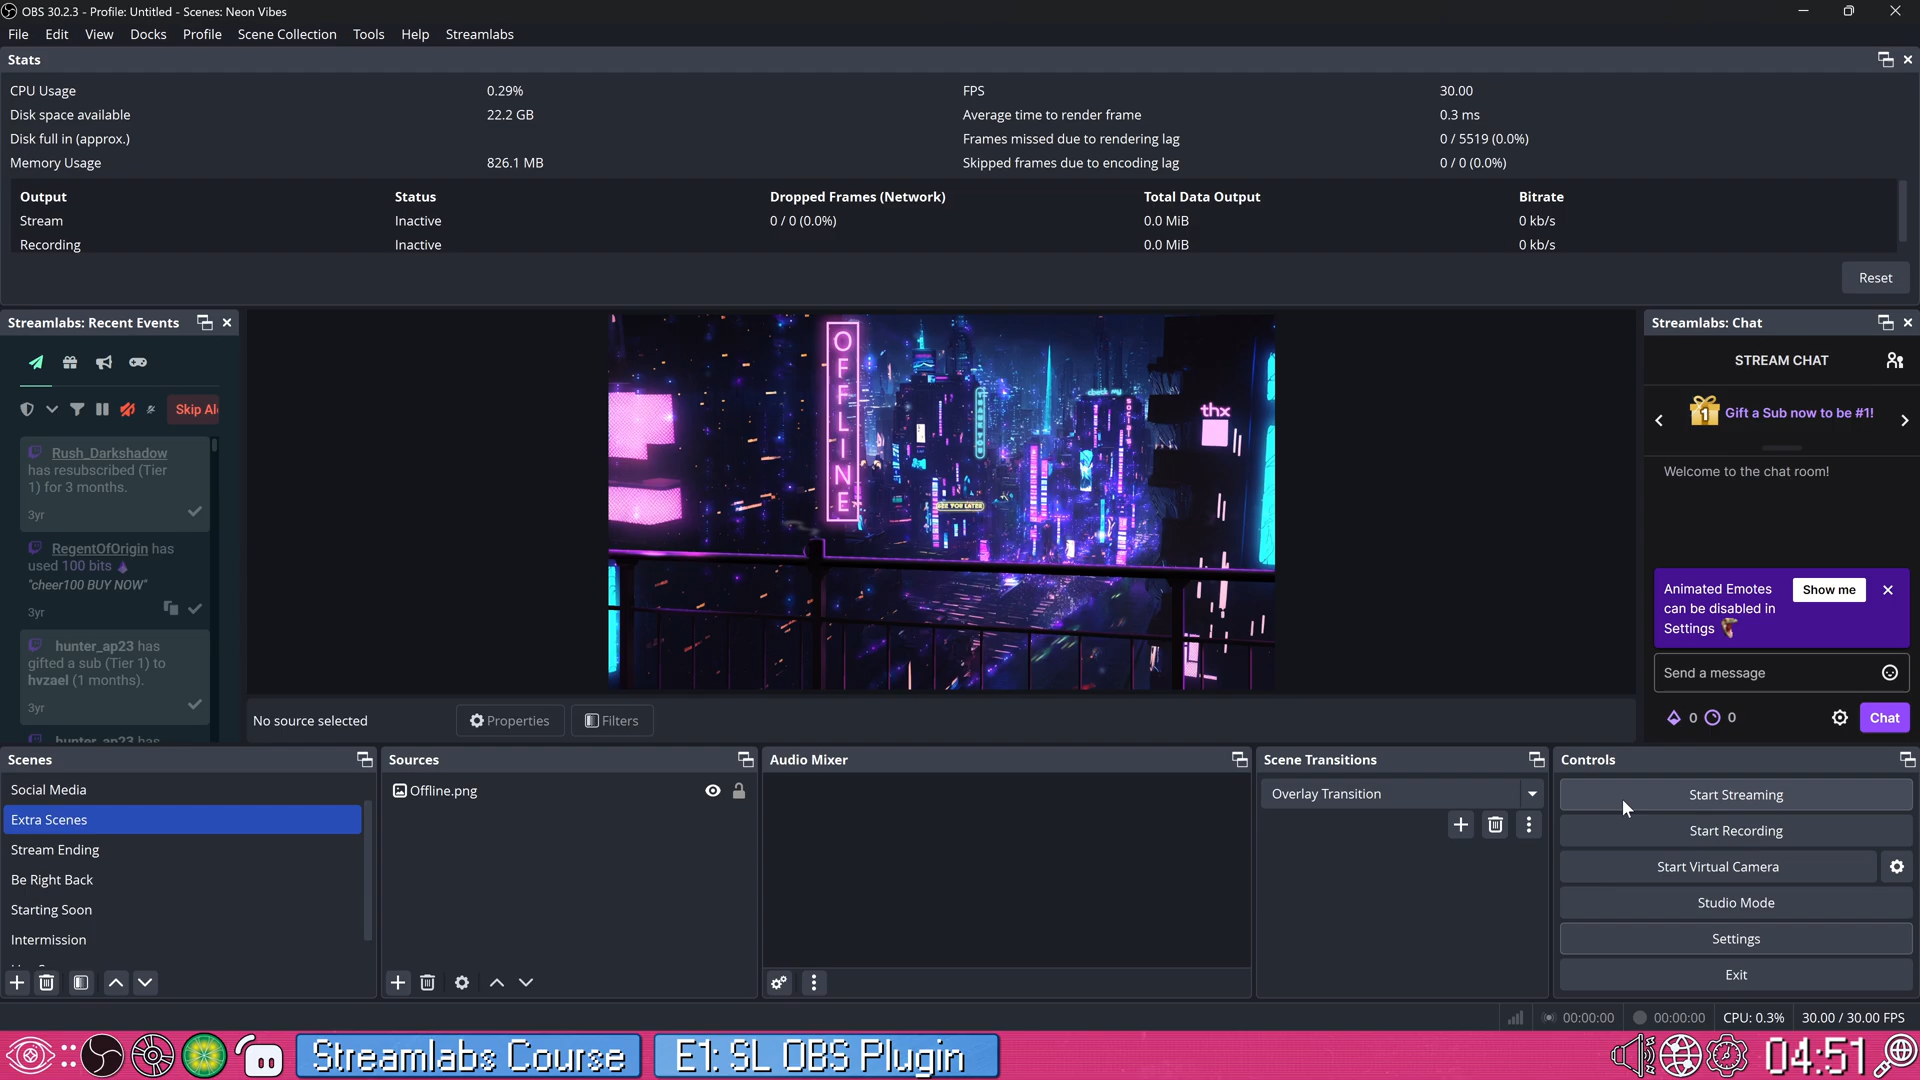 OBS 30.2.3 - Profile: Untitled - Scenes: Neon Vibes
File Edit View Docks Profile Scene Collection Tools Help Streamlabs
Stats
CPU Usage 0.29% FPS 30.00
Disk space available 22.2 GB Average time to render frame 0.3 ms
Disk full in (approx.) Frames missed due to rendering lag 0 / 5519 (0.0%)
Memory Usage 826.1 MB Skipped frames due to encoding lag 0 / 0 (0.0%)
Output Status Dropped Frames (Network) Total Data Output Bitrate
Stream Inactive 0 / 0 (0.0%) 0.0 MiB 0 kb/s
Recording Inactive 0.0 MiB 0 kb/s
Reset
Streamlabs: Recent Events
Skip Al
Rush_Darkshadow
has resubscribed (Tier
1) for 3 months.
3yr
RegentOfOrigin has
used 100 bits
"cheer100 BUY NOW"
3yr
hunter_ap23 has
gifted a sub (Tier 1) to
hvzael (1 months).
3yr
hunter_ap23 has
OFFLINE
THANK YOU
thx
SEE YOU LATER
No source selected Properties Filters
Streamlabs: Chat
STREAM CHAT
1 Gift a Sub now to be #1!
Welcome to the chat room!
Animated Emotes
can be disabled in
Settings
Show me
Send a message
0 0 Chat
Scenes
Social Media
Extra Scenes
Stream Ending
Be Right Back
Starting Soon
Intermission
Sources
Offline.png
Audio Mixer
Scene Transitions
Overlay Transition
Controls
Start Streaming
Start Recording
Start Virtual Camera
Studio Mode
Settings
Exit
00:00:00 00:00:00 CPU: 0.3% 30.00 / 30.00 FPS
Streamlabs Course E1: SL OBS Plugin 04:51